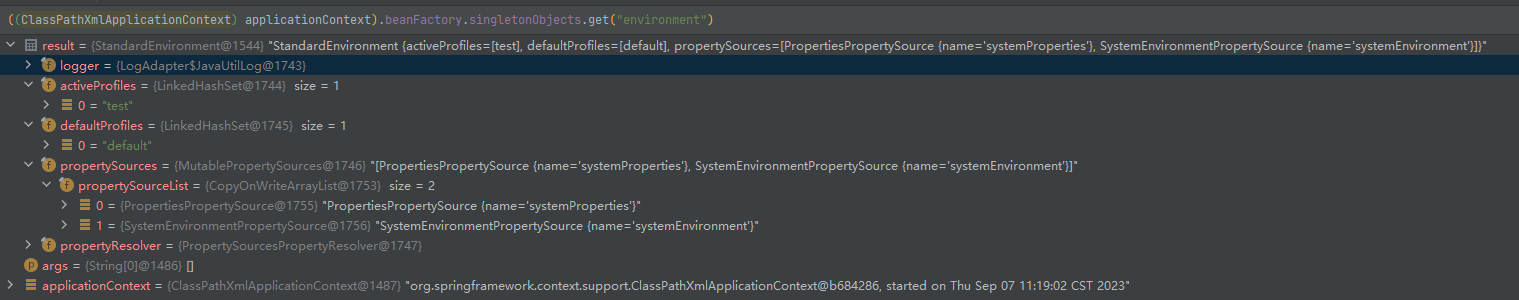 ((ClassPathXmlApplicationContext) applicationContext).beanFactory.singletonObjects.get("environment")
result = {StandardEnvironment@1544} "StandardEnvironment {activeProfiles=[test], defaultProfiles=[default], propertySources=[PropertiesPropertySource {name='systemProperties'}, SystemEnvironmentPropertySource {name='systemEnvironment'}]}"
f logger = {LogAdapter$JavaUtilLog@1743}
f activeProfiles = {LinkedHashSet@1744} size = 1
0 = "test"
f defaultProfiles = {LinkedHashSet@1745} size = 1
0 = "default"
f propertySources = {MutablePropertySources@1746} "[PropertiesPropertySource {name='systemProperties'}, SystemEnvironmentPropertySource {name='systemEnvironment'}]"
f propertySourceList = {CopyOnWriteArrayList@1753} size = 2
0 = {PropertiesPropertySource@1755} "PropertiesPropertySource {name='systemProperties'}"
1 = {SystemEnvironmentPropertySource@1756} "SystemEnvironmentPropertySource {name='systemEnvironment'}"
f propertyResolver = {PropertySourcesPropertyResolver@1747}
p args = {String[0]@1486} []
applicationContext = {ClassPathXmlApplicationContext@1487} "org.springframework.context.support.ClassPathXmlApplicationContext@b684286, started on Thu Sep 07 11:19:02 CST 2023"